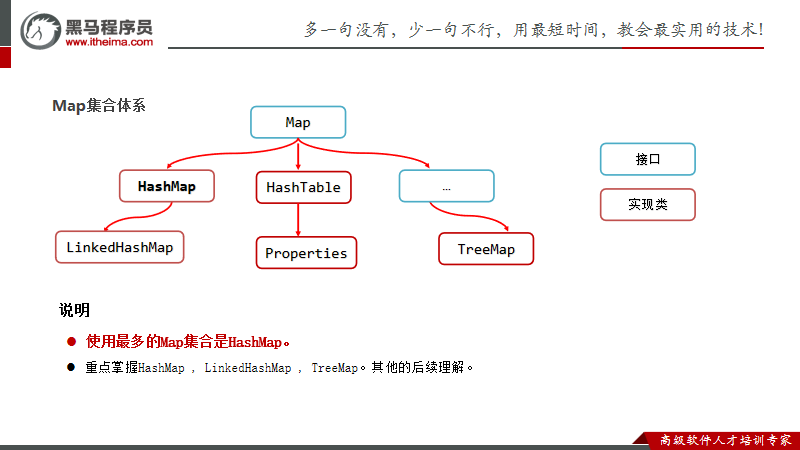 黑马程序员
www.itheima.com
多一句没有，少一句不行，用最短时间，教会最实用的技术！
Map集合体系
Map
接口
HashMap
HashTable
…
实现类
LinkedHashMap
Properties
TreeMap
说明
使用最多的Map集合是HashMap。
重点掌握HashMap , LinkedHashMap , TreeMap。其他的后续理解。
高级软件人才培训专家